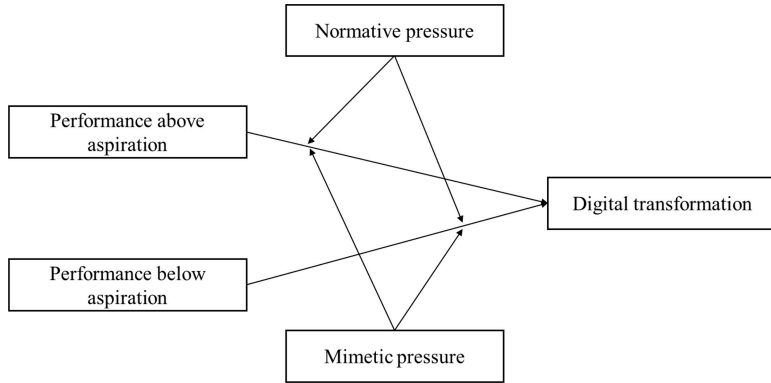 Normative pressure
Performance above
aspiration
Digital transformation
Performance below
aspiration
Mimetic pressure